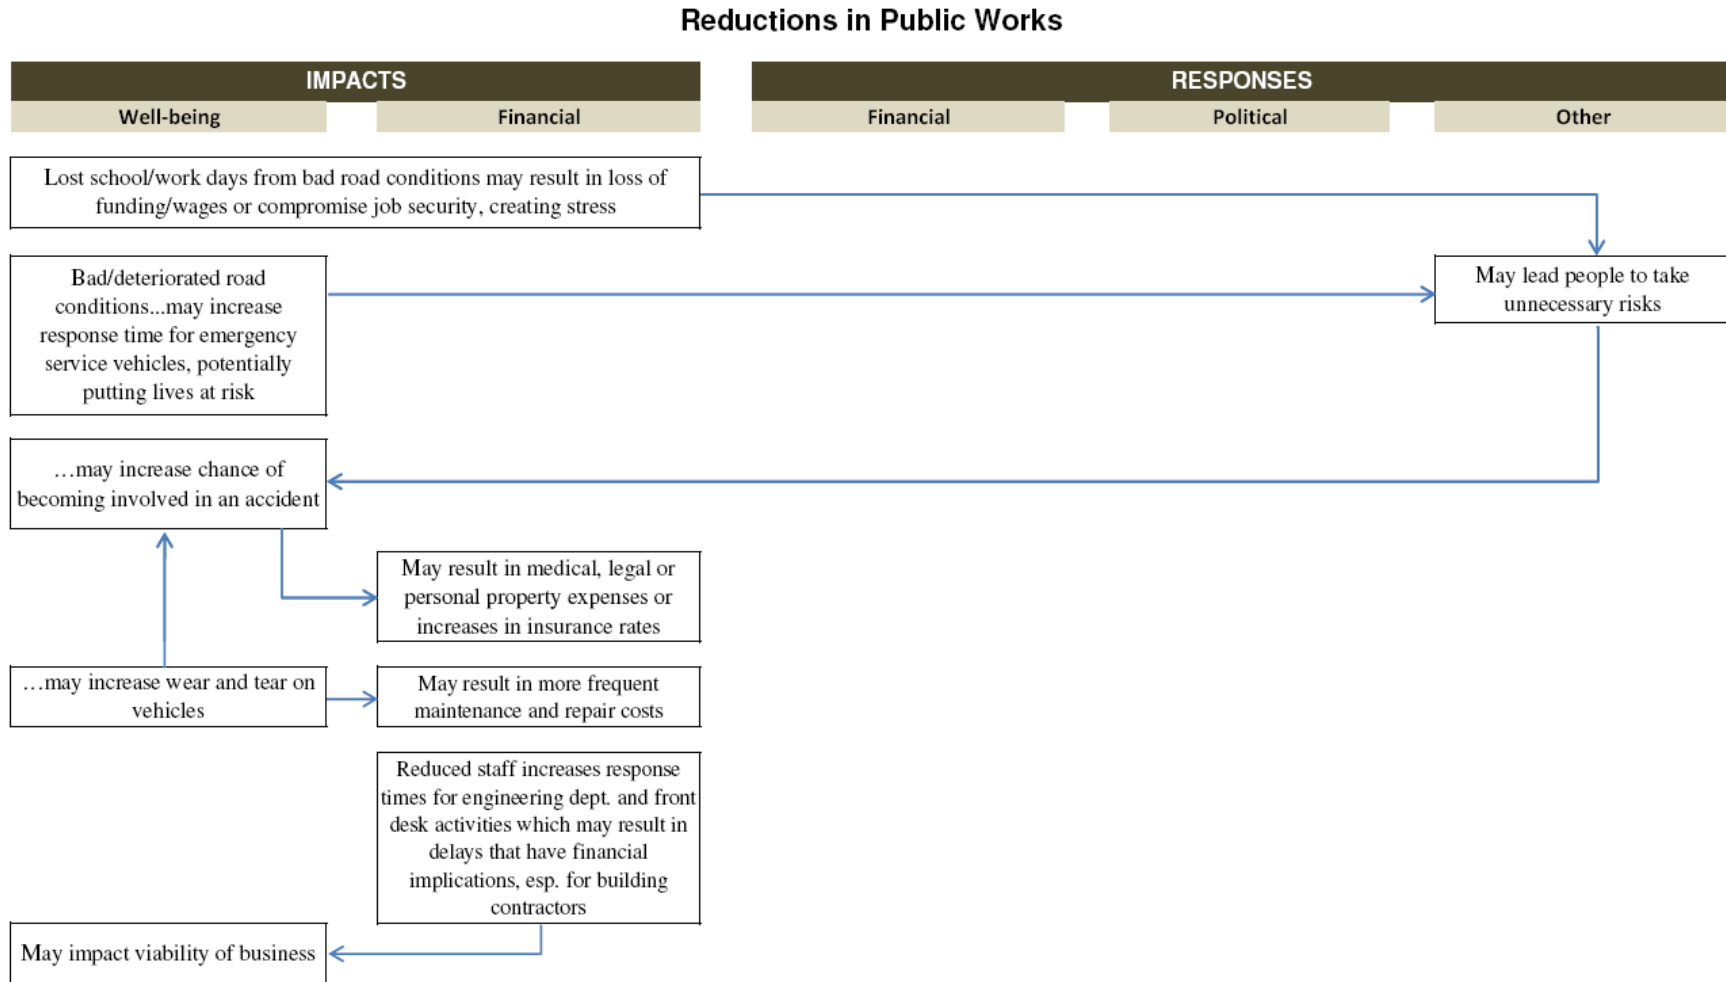 Reductions in Public Works
IMPACTS
RESPONSES
Well-being
Financial
Financial
Political
Other
Lost school/work days from bad road conditions may result in loss of
funding/wages or compromise job security, creating stress
Bad/deteriorated road
conditions...may increase
response time for emergency
service vehicles, potentially
putting lives at risk
May lead people to take
unnecessary risks
…may increase chance of
becoming involved in an accident
May result in medical, legal or
personal property expenses or
increases in insurance rates
…may increase wear and tear on
vehicles
May result in more frequent
maintenance and repair costs
Reduced staff increases response
times for engineering dept. and front
desk activities which may result in
delays that have financial
implications, esp. for building
contractors
May impact viability of business